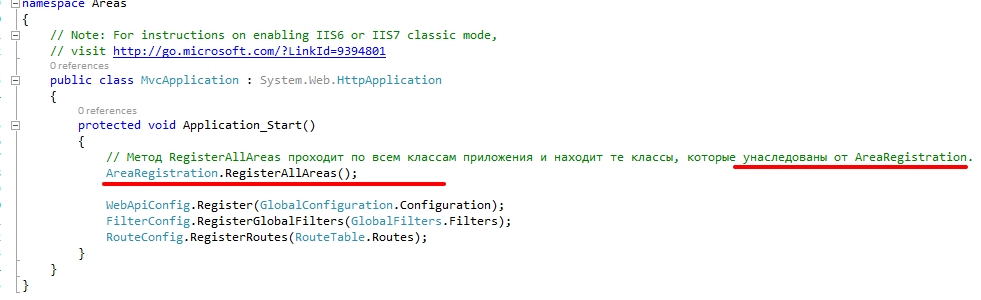 namespace Areas
{
// Note: For instructions on enabling IIS6 or IIS7 classic mode,
// visit http://go.microsoft.com/?LinkId=9394801
0 references
public class MvcApplication : System.Web.HttpApplication
{
0 references
protected void Application_Start()
{
// Метод RegisterAllAreas проходит по всем классам приложения и находит те классы, которые унаследованы от AreaRegistration.
AreaRegistration.RegisterAllAreas();
WebApiConfig.Register(GlobalConfiguration.Configuration);
FilterConfig.RegisterGlobalFilters(GlobalFilters.Filters);
RouteConfig.RegisterRoutes(RouteTable.Routes);
}
}
}